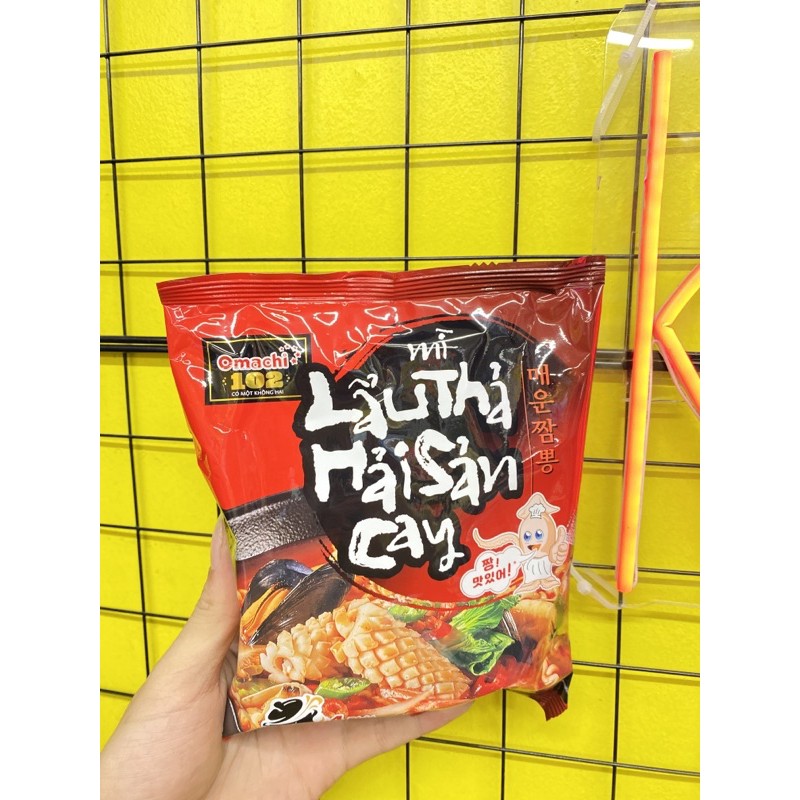 Omachi
102
CÓ MỘT KHÔNG HAI
mì
LẨU THẢ
HẢI SẢN
CAY
매운짬뽕
짬!
맛있어!